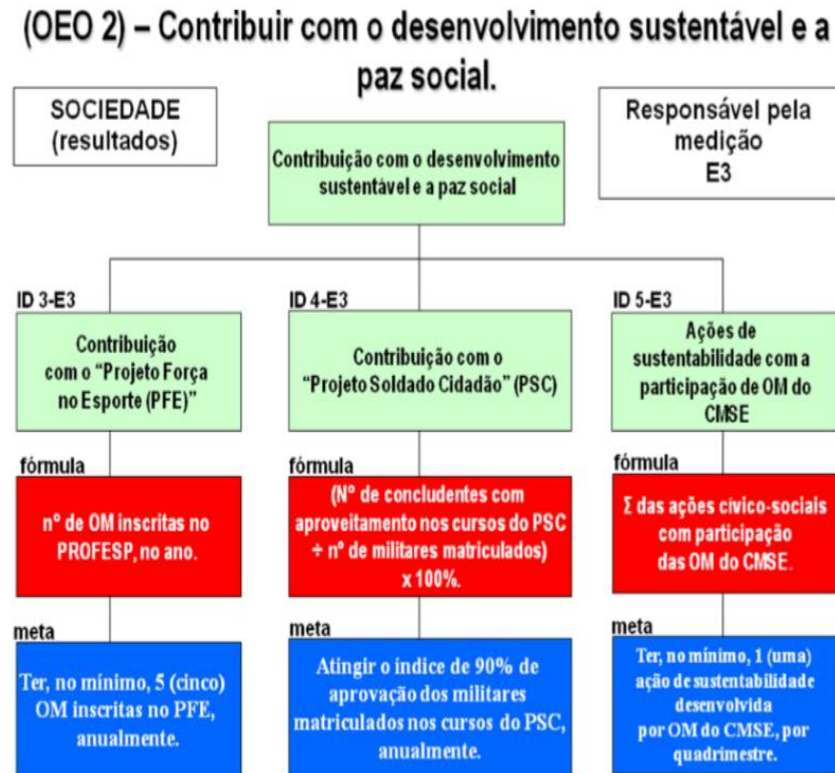 (OEO 2) – Contribuir com o desenvolvimento sustentável e a
paz social.
SOCIEDADE
(resultados)
Contribuição com o desenvolvimento
sustentável e a paz social
Responsável pela
medição
E3
ID 3-E3
Contribuição
com o “Projeto Força
no Esporte (PFE)”
fórmula
nº de OM inscritas no
PROFESP, no ano.
meta
Ter, no mínimo, 5 (cinco)
OM inscritas no PFE,
anualmente.
ID 4-E3
Contribuição com o
“Projeto Soldado Cidadão” (PSC)
fórmula
(Nº de concludentes com
aproveitamento nos cursos do PSC
÷ nº de militares matriculados)
x 100%.
meta
Atingir o índice de 90% de
aprovação dos militares
matriculados nos cursos do PSC,
anualmente.
ID 5-E3
Ações de
sustentabilidade com a
participação de OM do
CMSE
fórmula
Σ das ações cívico-sociais
com participação
das OM do CMSE.
meta
Ter, no mínimo, 1 (uma)
ação de sustentabilidade
desenvolvida
por OM do CMSE, por
quadrimestre.